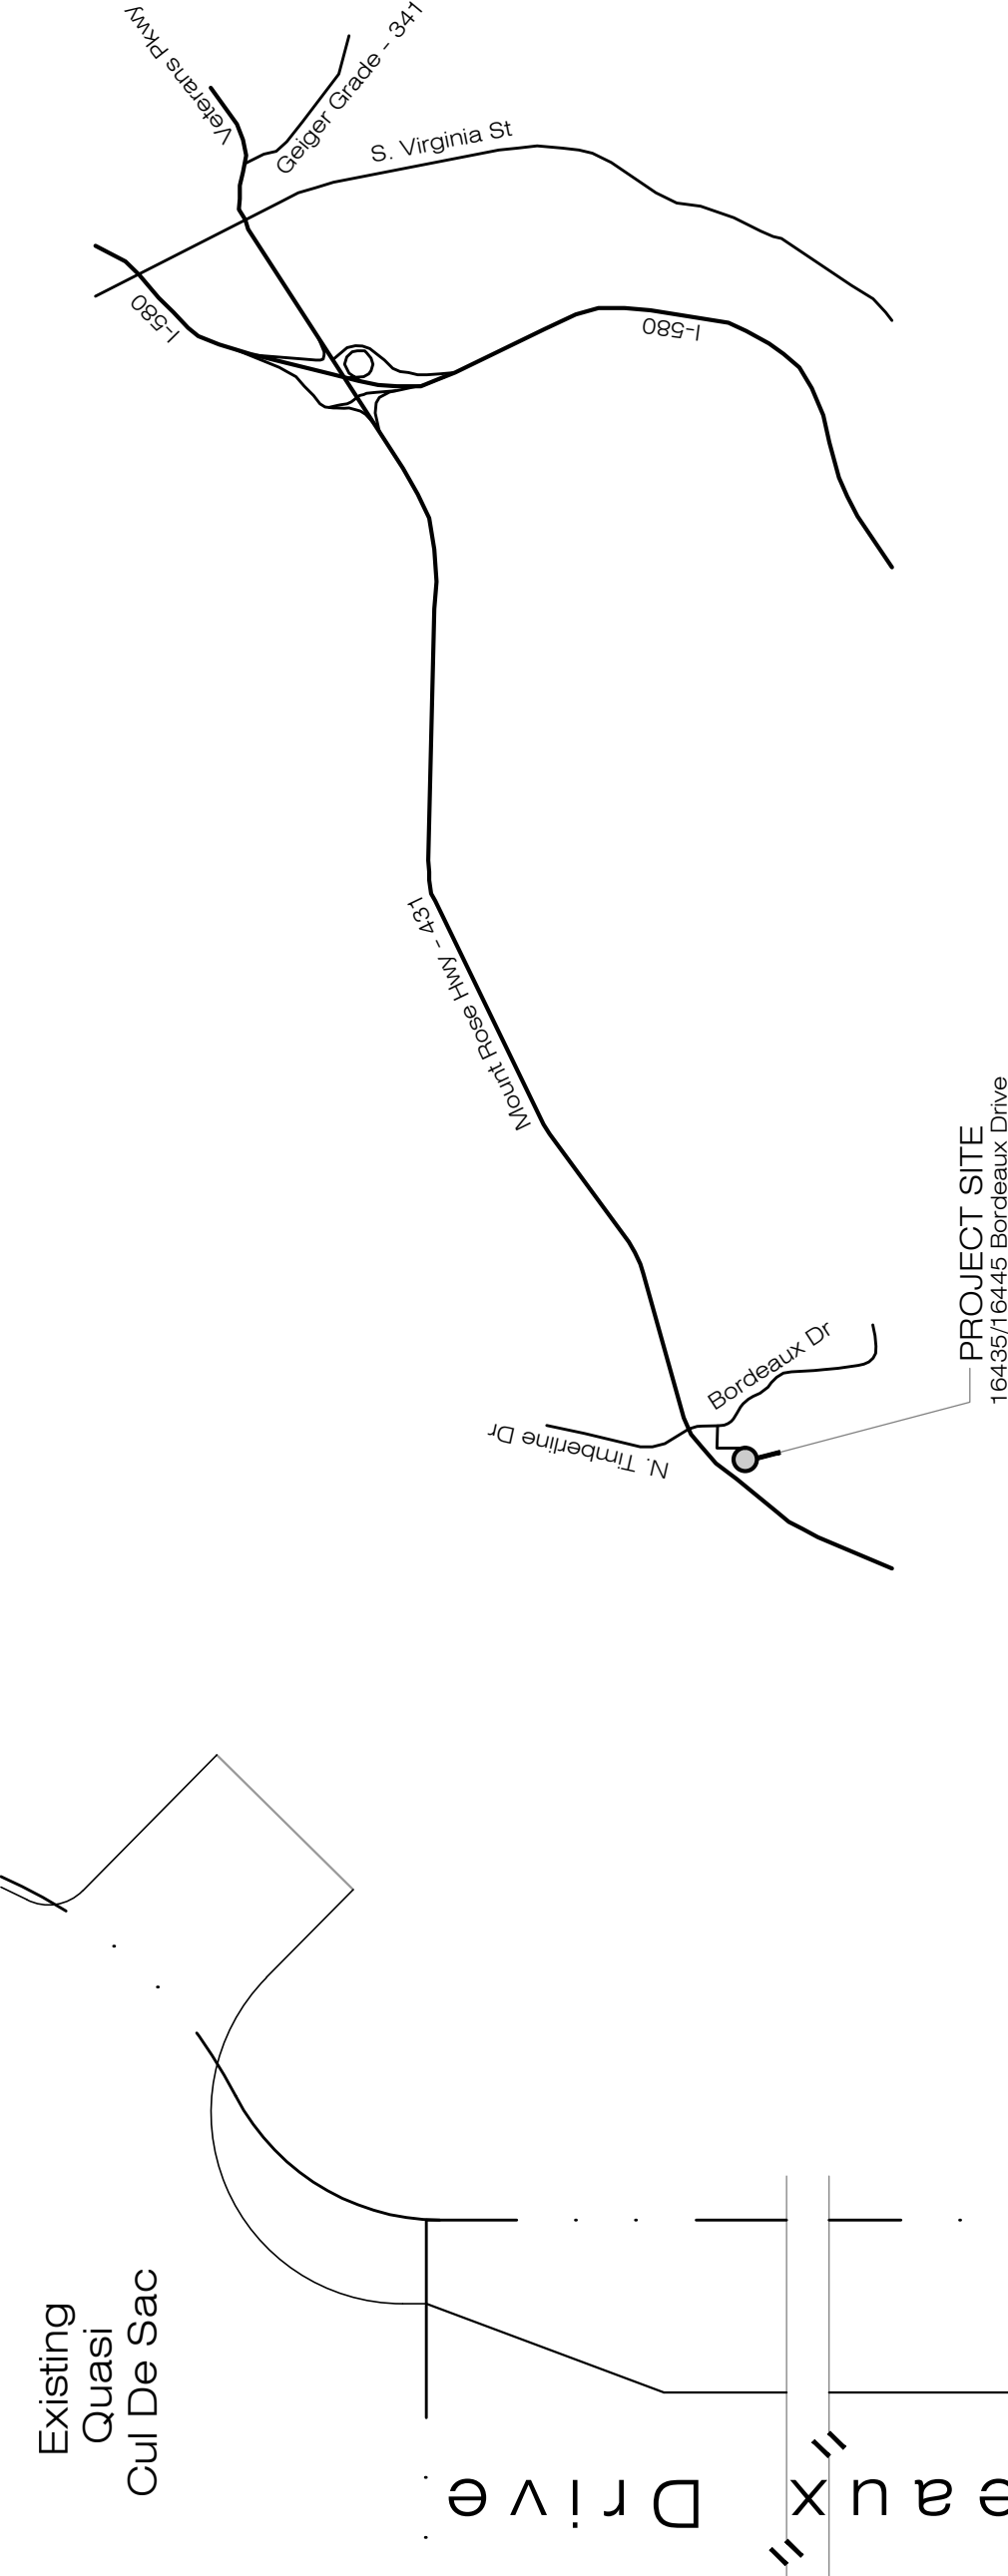 Veterans Pkwy
Geiger Grade - 341
S. Virginia St
I-580
I-580
Mount Rose Hwy - 431
PROJECT SITE
16435/16445 Bordeaux Drive
Bordeaux Dr
N. Timberline Dr
Existing
Quasi
Cul De Sac
eaux Drive